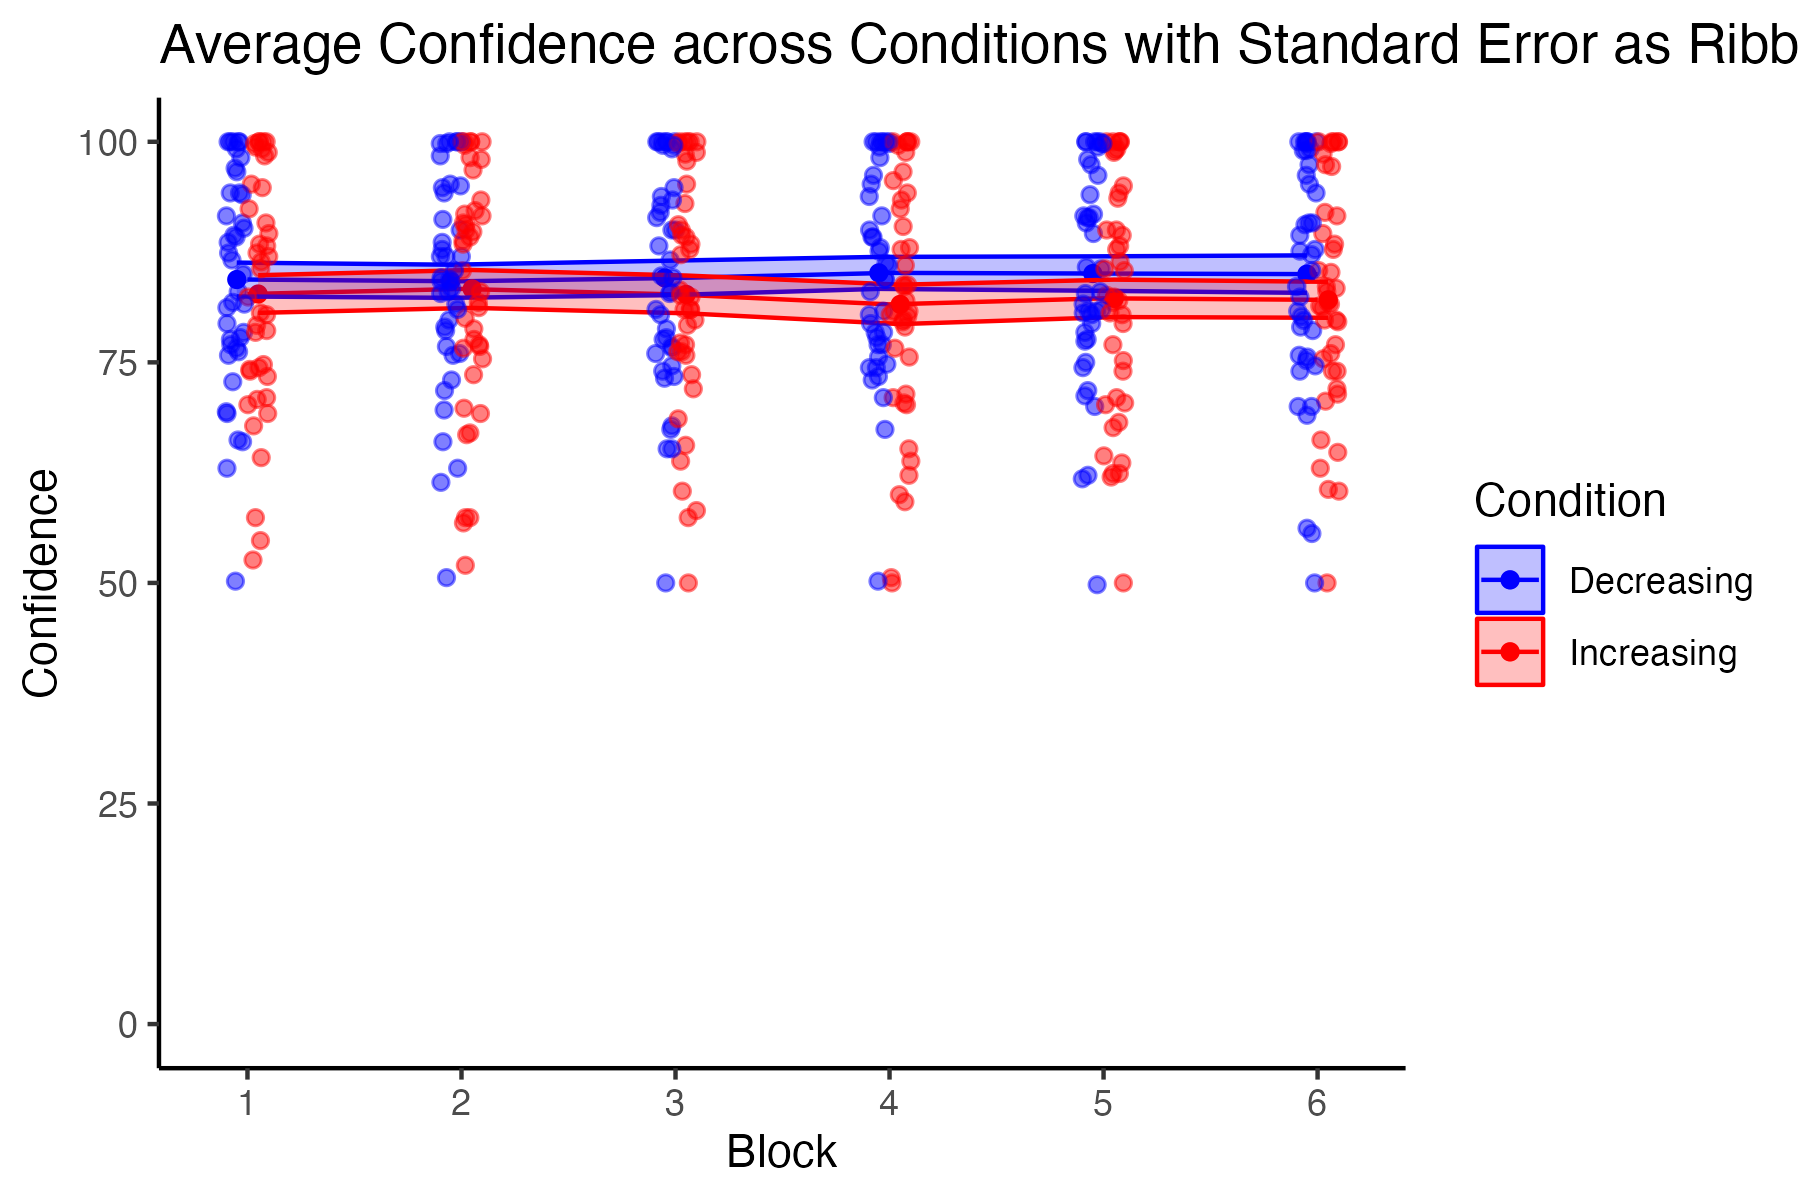 Average Confidence across Conditions with Standard Error as Ribb
Confidence
100
75
50
25
0
1 2 3 4 5 6
Block
Condition
Decreasing
Increasing